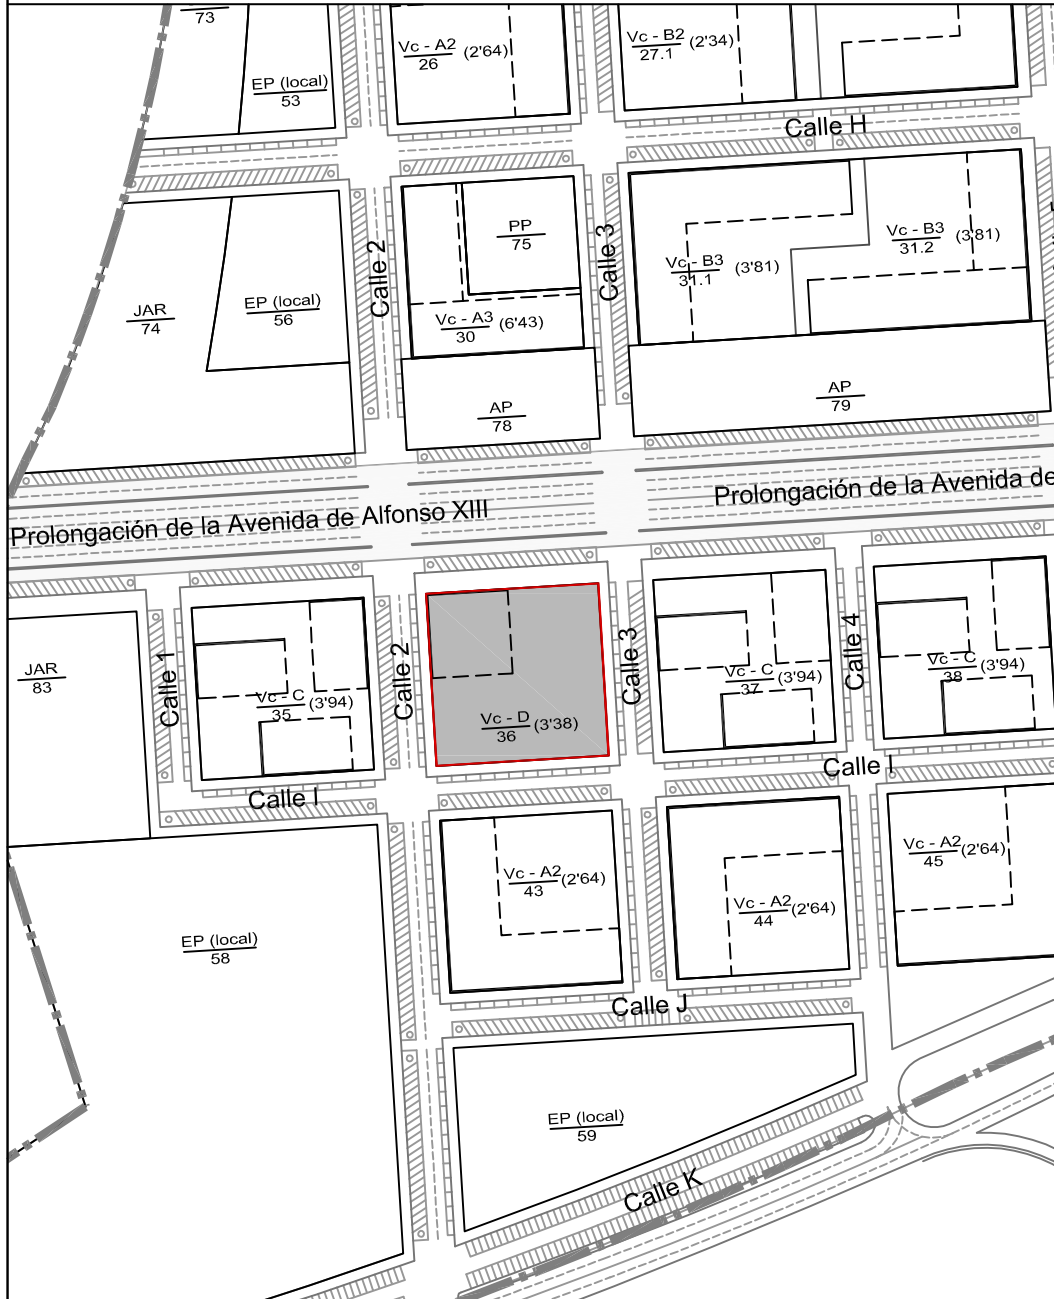 73
Vc - A2 (2'64)
26
Vc - B2 (2'34)
27.1
EP (local)
53
Calle H
Calle 2
Calle 3
PP
75
Vc - B3 (3'81)
31.1
Vc - B3 (3'81)
31.2
JAR
74
EP (local)
56
Vc - A3 (6'43)
30
AP
78
AP
79
Prolongación de la Avenida de Alfonso XIII
Prolongación de la Avenida de
JAR
83
Calle 1
Vc - C (3'94)
35
Calle 2
Vc - D (3'38)
36
Calle 3
Vc - C (3'94)
37
Calle 4
Vc - C (3'94)
38
Calle I
Calle I
Vc - A2 (2'64)
43
Vc - A2 (2'64)
44
Vc - A2 (2'64)
45
EP (local)
58
Calle J
EP (local)
59
Calle K